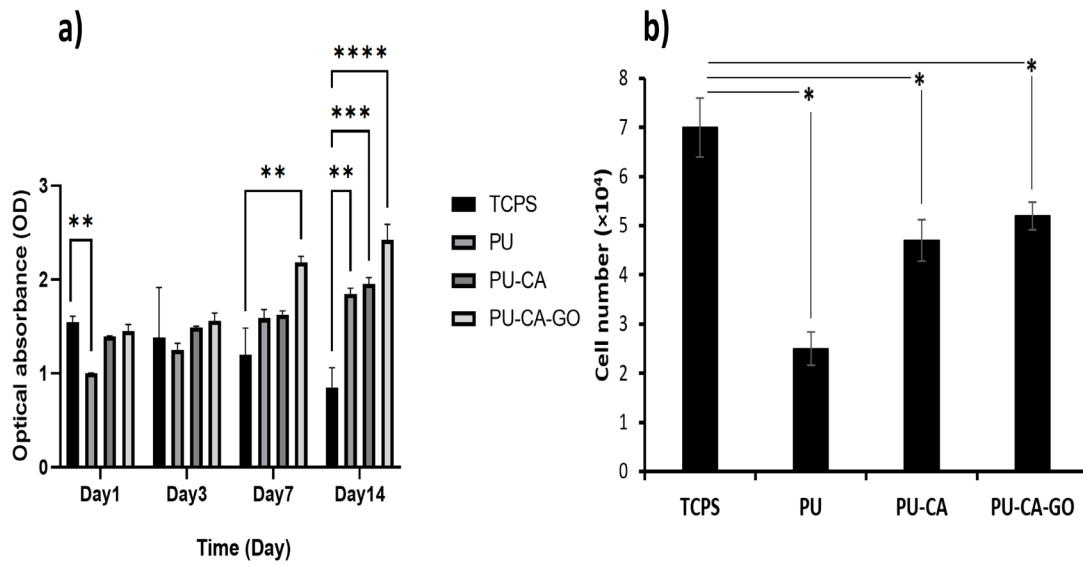 a)
****
***
**
**
**
3
2
1
0
Optical absorbance (OD)
Day1 Day3 Day7 Day14
Time (Day)
TCPS
PU
PU-CA
PU-CA-GO
b)
*
*
*
8
7
6
5
4
3
2
1
0
Cell number (×10⁴)
TCPS PU PU-CA PU-CA-GO